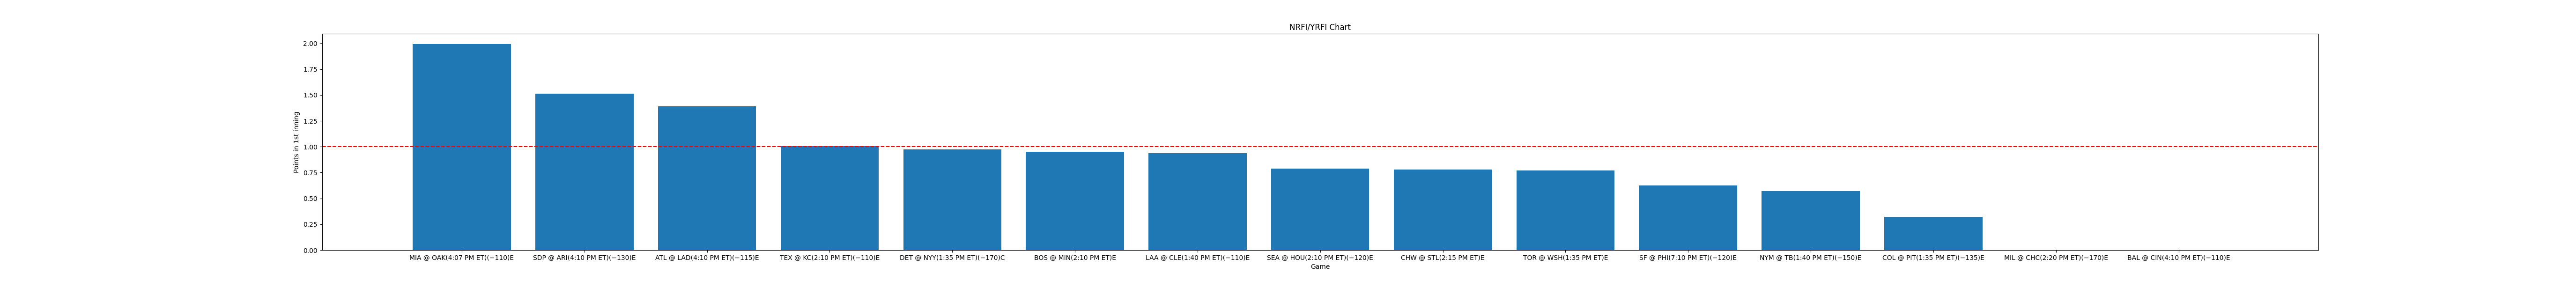 NRFI/YRFI Chart
Points in 1st inning
2.00
1.75
1.50
1.25
1.00
0.75
0.50
0.25
0.00
MIA @ OAK(4:07 PM ET)(−110)E SDP @ ARI(4:10 PM ET)(−130)E ATL @ LAD(4:10 PM ET)(−115)E TEX @ KC(2:10 PM ET)(−110)E DET @ NYY(1:35 PM ET)(−170)C BOS @ MIN(2:10 PM ET)E LAA @ CLE(1:40 PM ET)(−110)E SEA @ HOU(2:10 PM ET)(−120)E CHW @ STL(2:15 PM ET)E TOR @ WSH(1:35 PM ET)E SF @ PHI(7:10 PM ET)(−120)E NYM @ TB(1:40 PM ET)(−150)E COL @ PIT(1:35 PM ET)(−135)E MIL @ CHC(2:20 PM ET)(−170)E BAL @ CIN(4:10 PM ET)(−110)E
Game